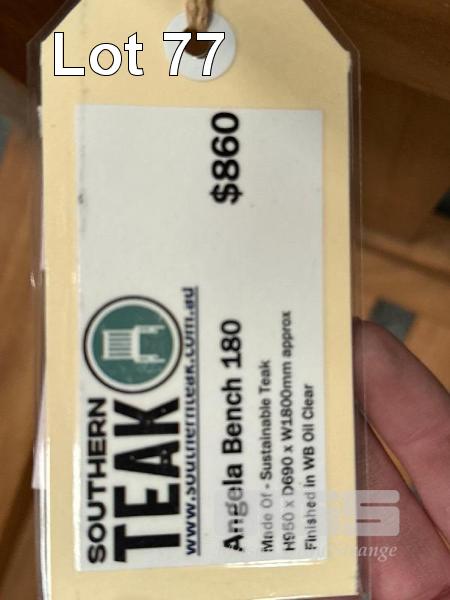 Lot 77
SOUTHERN
TEAK
www.southernteak.com.au
Angela Bench 180
$860
Made Of - Sustainable Teak
H950 x D690 x W1800mm approx
Finished in WB Oil Clear